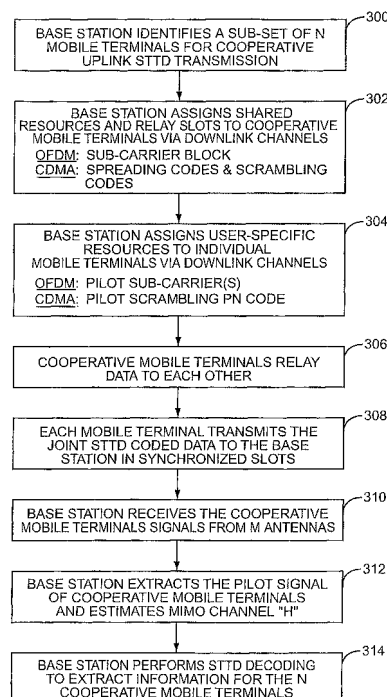 300
BASE STATION IDENTIFIES A SUB-SET OF N
MOBILE TERMINALS FOR COOPERATIVE
UPLINK STTD TRANSMISSION
302
BASE STATION ASSIGNS SHARED
RESOURCES AND RELAY SLOTS TO COOPERATIVE
MOBILE TERMINALS VIA DOWNLINK CHANNELS
OFDM: SUB-CARRIER BLOCK
CDMA: SPREADING CODES & SCRAMBLING
CODES
304
BASE STATION ASSIGNS USER-SPECIFIC
RESOURCES TO INDIVIDUAL
MOBILE TERMINALS VIA DOWNLINK CHANNELS
OFDM: PILOT SUB-CARRIER(S)
CDMA: PILOT SCRAMBLING PN CODE
306
COOPERATIVE MOBILE TERMINALS RELAY
DATA TO EACH OTHER
308
EACH MOBILE TERMINAL TRANSMITS THE
JOINT STTD CODED DATA TO THE BASE
STATION IN SYNCHRONIZED SLOTS
310
BASE STATION RECEIVES THE COOPERATIVE
MOBILE TERMINALS SIGNALS FROM M ANTENNAS
312
BASE STATION EXTRACTS THE PILOT SIGNAL
OF COOPERATIVE MOBILE TERMINALS
AND ESTIMATES MIMO CHANNEL "H"
314
BASE STATION PERFORMS STTD DECODING
TO EXTRACT INFORMATION FOR THE N
COOPERATIVE MOBILE TERMINALS